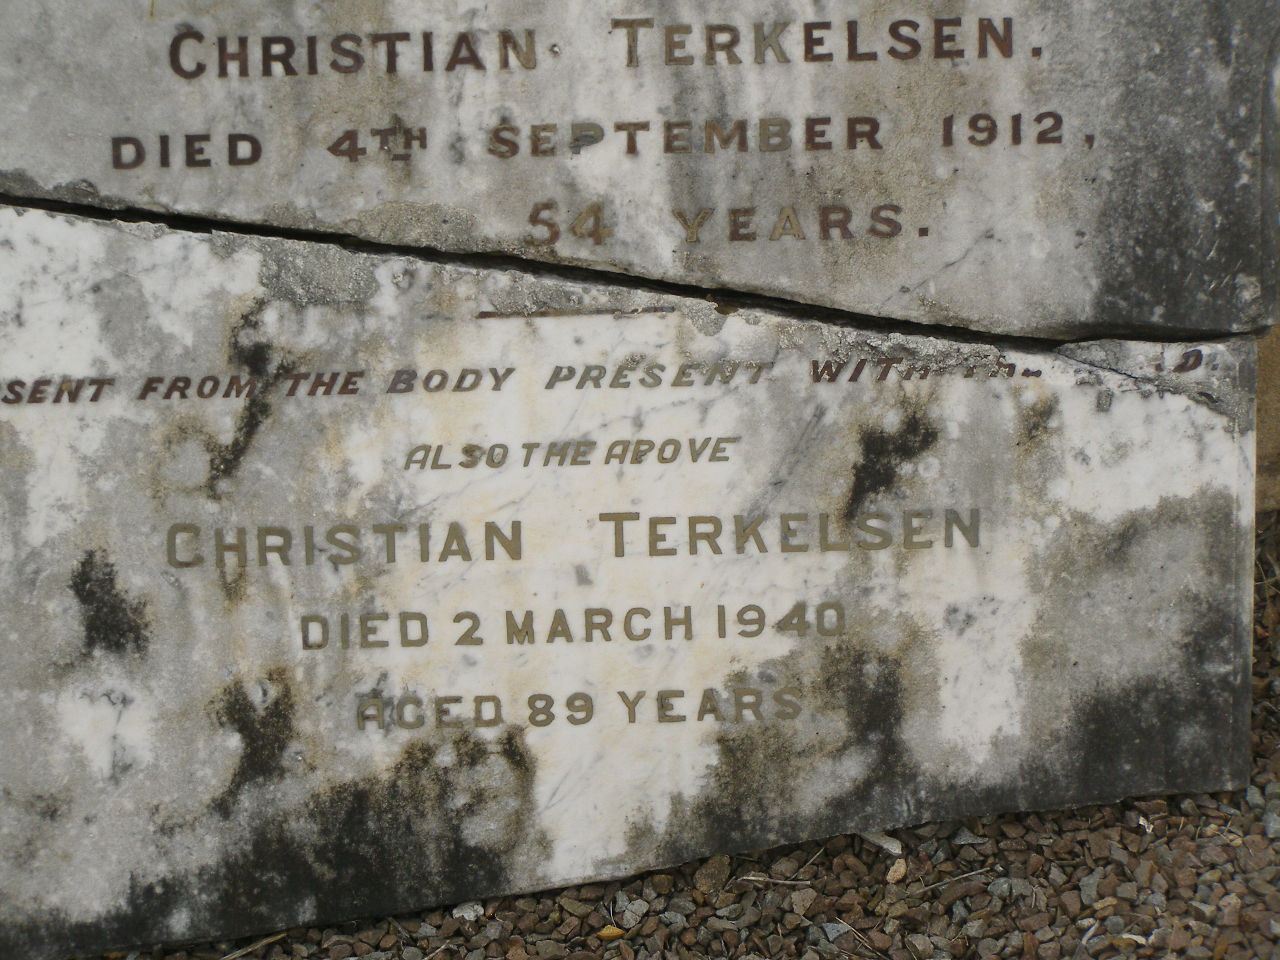 CHRISTIAN TERKELSEN.
DIED 4TH SEPTEMBER 1912,
54 YEARS.
SENT FROM THE BODY, PRESENT WITH THE
ALSO THE ABOVE
CHRISTIAN TERKELSEN
DIED 2 MARCH 1940
AGED 89 YEARS